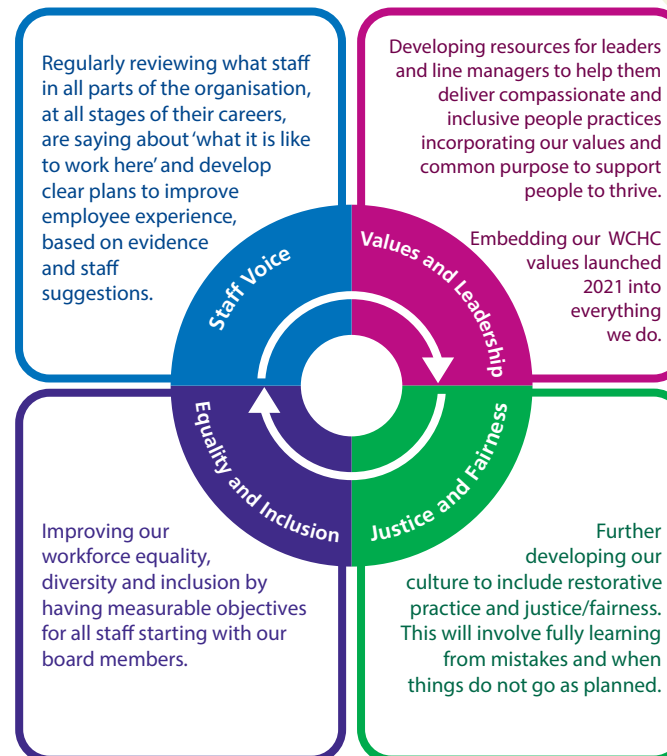 Regularly reviewing what staff
in all parts of the organisation,
at all stages of their careers,
are saying about ‘what it is like
to work here’ and develop
clear plans to improve
employee experience,
based on evidence
and staff
suggestions.
Developing resources for leaders
and line managers to help them
deliver compassionate and
inclusive people practices
incorporating our values and
common purpose to support
people to thrive.
Embedding our WCHC
values launched
2021 into
everything
we do.
Staff Voice
Values and Leadership
Equality and Inclusion
Justice and Fairness
Improving our
workforce equality,
diversity and inclusion by
having measurable objectives
for all staff starting with our
board members.
Further
developing our
culture to include restorative
practice and justice/fairness.
This will involve fully learning
from mistakes and when
things do not go as planned.